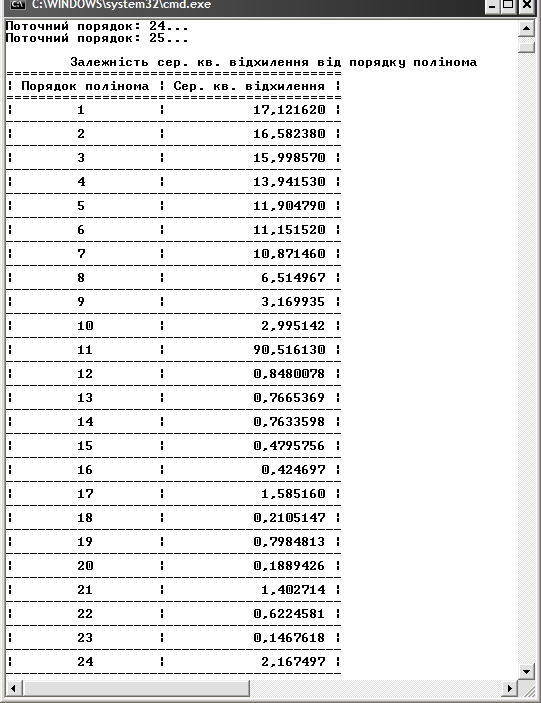 C:\WINDOWS\system32\cmd.exe
Поточний порядок: 24...
Поточний порядок: 25...
Залежність сер. кв. відхилення від порядку полінома
¦ Порядок полінома ¦ Сер. кв. відхилення ¦
¦ 1 ¦ 17,121620 ¦
¦ 2 ¦ 16,582380 ¦
¦ 3 ¦ 15,998570 ¦
¦ 4 ¦ 13,941530 ¦
¦ 5 ¦ 11,904790 ¦
¦ 6 ¦ 11,151520 ¦
¦ 7 ¦ 10,871460 ¦
¦ 8 ¦ 6,514967 ¦
¦ 9 ¦ 3,169935 ¦
¦ 10 ¦ 2,995142 ¦
¦ 11 ¦ 90,516130 ¦
¦ 12 ¦ 0,8480078 ¦
¦ 13 ¦ 0,7665369 ¦
¦ 14 ¦ 0,7633598 ¦
¦ 15 ¦ 0,4795756 ¦
¦ 16 ¦ 0,424697 ¦
¦ 17 ¦ 1,585160 ¦
¦ 18 ¦ 0,2105147 ¦
¦ 19 ¦ 0,7984813 ¦
¦ 20 ¦ 0,1889426 ¦
¦ 21 ¦ 1,402714 ¦
¦ 22 ¦ 0,6224581 ¦
¦ 23 ¦ 0,1467618 ¦
¦ 24 ¦ 2,167497 ¦